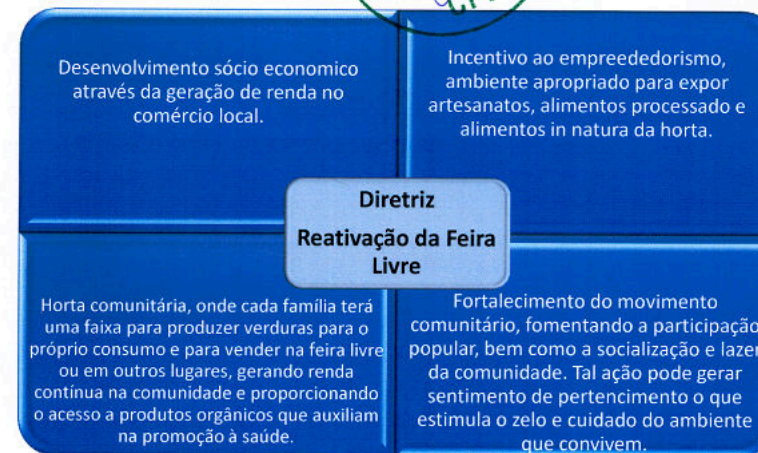 Desenvolvimento sócio economico
através da geração de renda no
comércio local.
Incentivo ao empreededorismo,
ambiente apropriado para expor
artesanatos, alimentos processado e
alimentos in natura da horta.
Diretriz
Reativação da Feira
Livre
Horta comunitária, onde cada família terá
uma faixa para produzer verduras para o
próprio consumo e para vender na feira livre
ou em outros lugares, gerando renda
contínua na comunidade e proporcionando
o acesso a produtos orgânicos que auxiliam
na promoção à saúde.
Fortalecimento do movimento
comunitário, fomentando a participação
popular, bem como a socialização e lazer
da comunidade. Tal ação pode gerar
sentimento de pertencimento o que
estimula o zelo e cuidado do ambiente
que convivem.